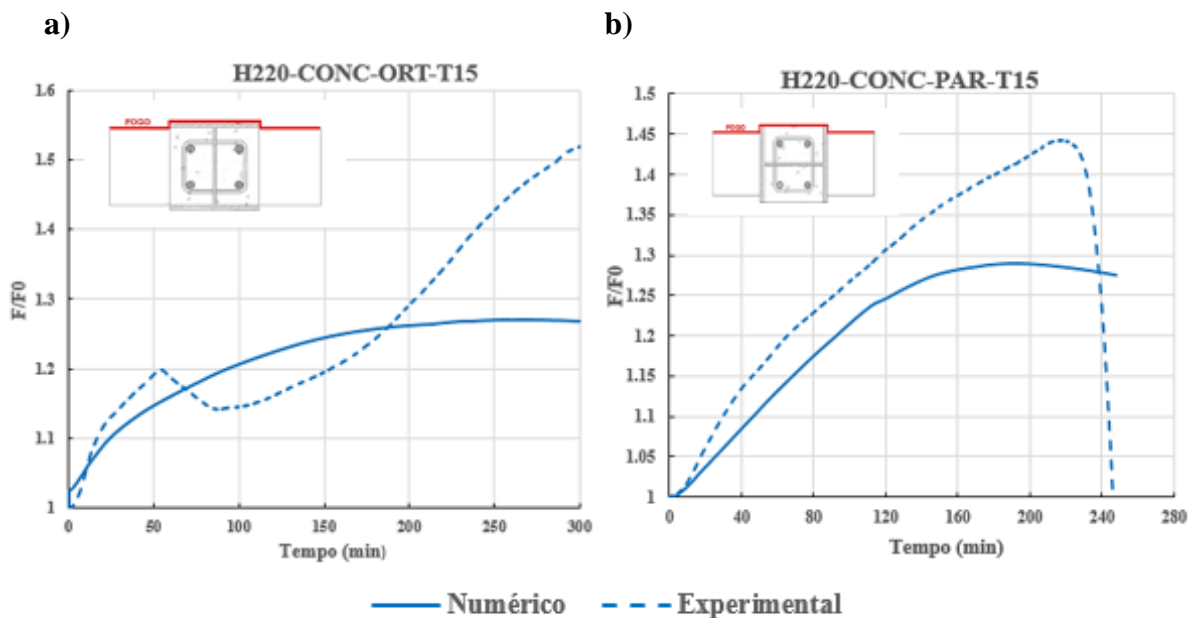 a)
b)
H220-CONC-ORT-T15
1.6
1.5
1.4
1.3
1.2
1.1
1
F/F0
FOGO
0
50
100
150
200
250
300
Tempo (min)
H220-CONC-PAR-T15
1.5
1.45
1.4
1.35
1.3
1.25
1.2
1.15
1.1
1.05
1
F/F0
FOGO
0
40
80
120
160
200
240
280
Tempo (min)
Numérico
Experimental